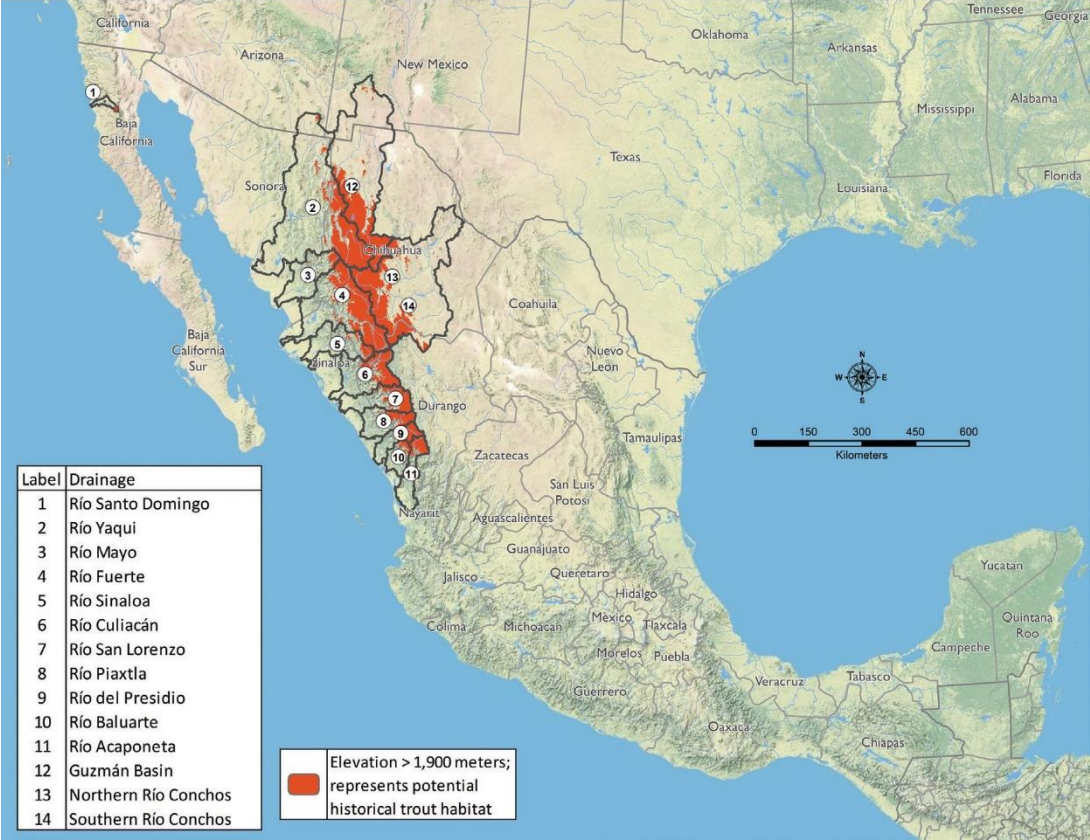 California
Arizona
New Mexico
Oklahoma
Tennessee
Georgia
Arkansas
Mississippi
Alabama
Texas
Louisiana
Florida
1
Baja
California
Sonora
12
2
Chihuahua
3
13
4
14
Coahuila
Baja
California
Sur
5
Sinaloa
6
Nuevo
Leon
7
Durango
8
9
10
11
Nayarit
Zacatecas
Tamaulipas
San Luis
Potosi
Aguascalientes
Guanajuato
Jalisco
Queretaro
Hidalgo
Colima
Michoacan
Mexico
Tlaxcala
Morelos
Puebla
Guerrero
Veracruz
Oaxaca
Tabasco
Chiapas
Campeche
Yucatan
Quintana
Roo
N
W
E
S
0 150 300 450 600
Kilometers
Label Drainage
1 Río Santo Domingo
2 Río Yaqui
3 Río Mayo
4 Río Fuerte
5 Río Sinaloa
6 Río Culiacán
7 Río San Lorenzo
8 Río Piaxtla
9 Río del Presidio
10 Río Baluarte
11 Río Acaponeta
12 Guzmán Basin
13 Northern Río Conchos
14 Southern Río Conchos
Elevation > 1,900 meters;
represents potential
historical trout habitat